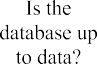 Is the
database up
to data?